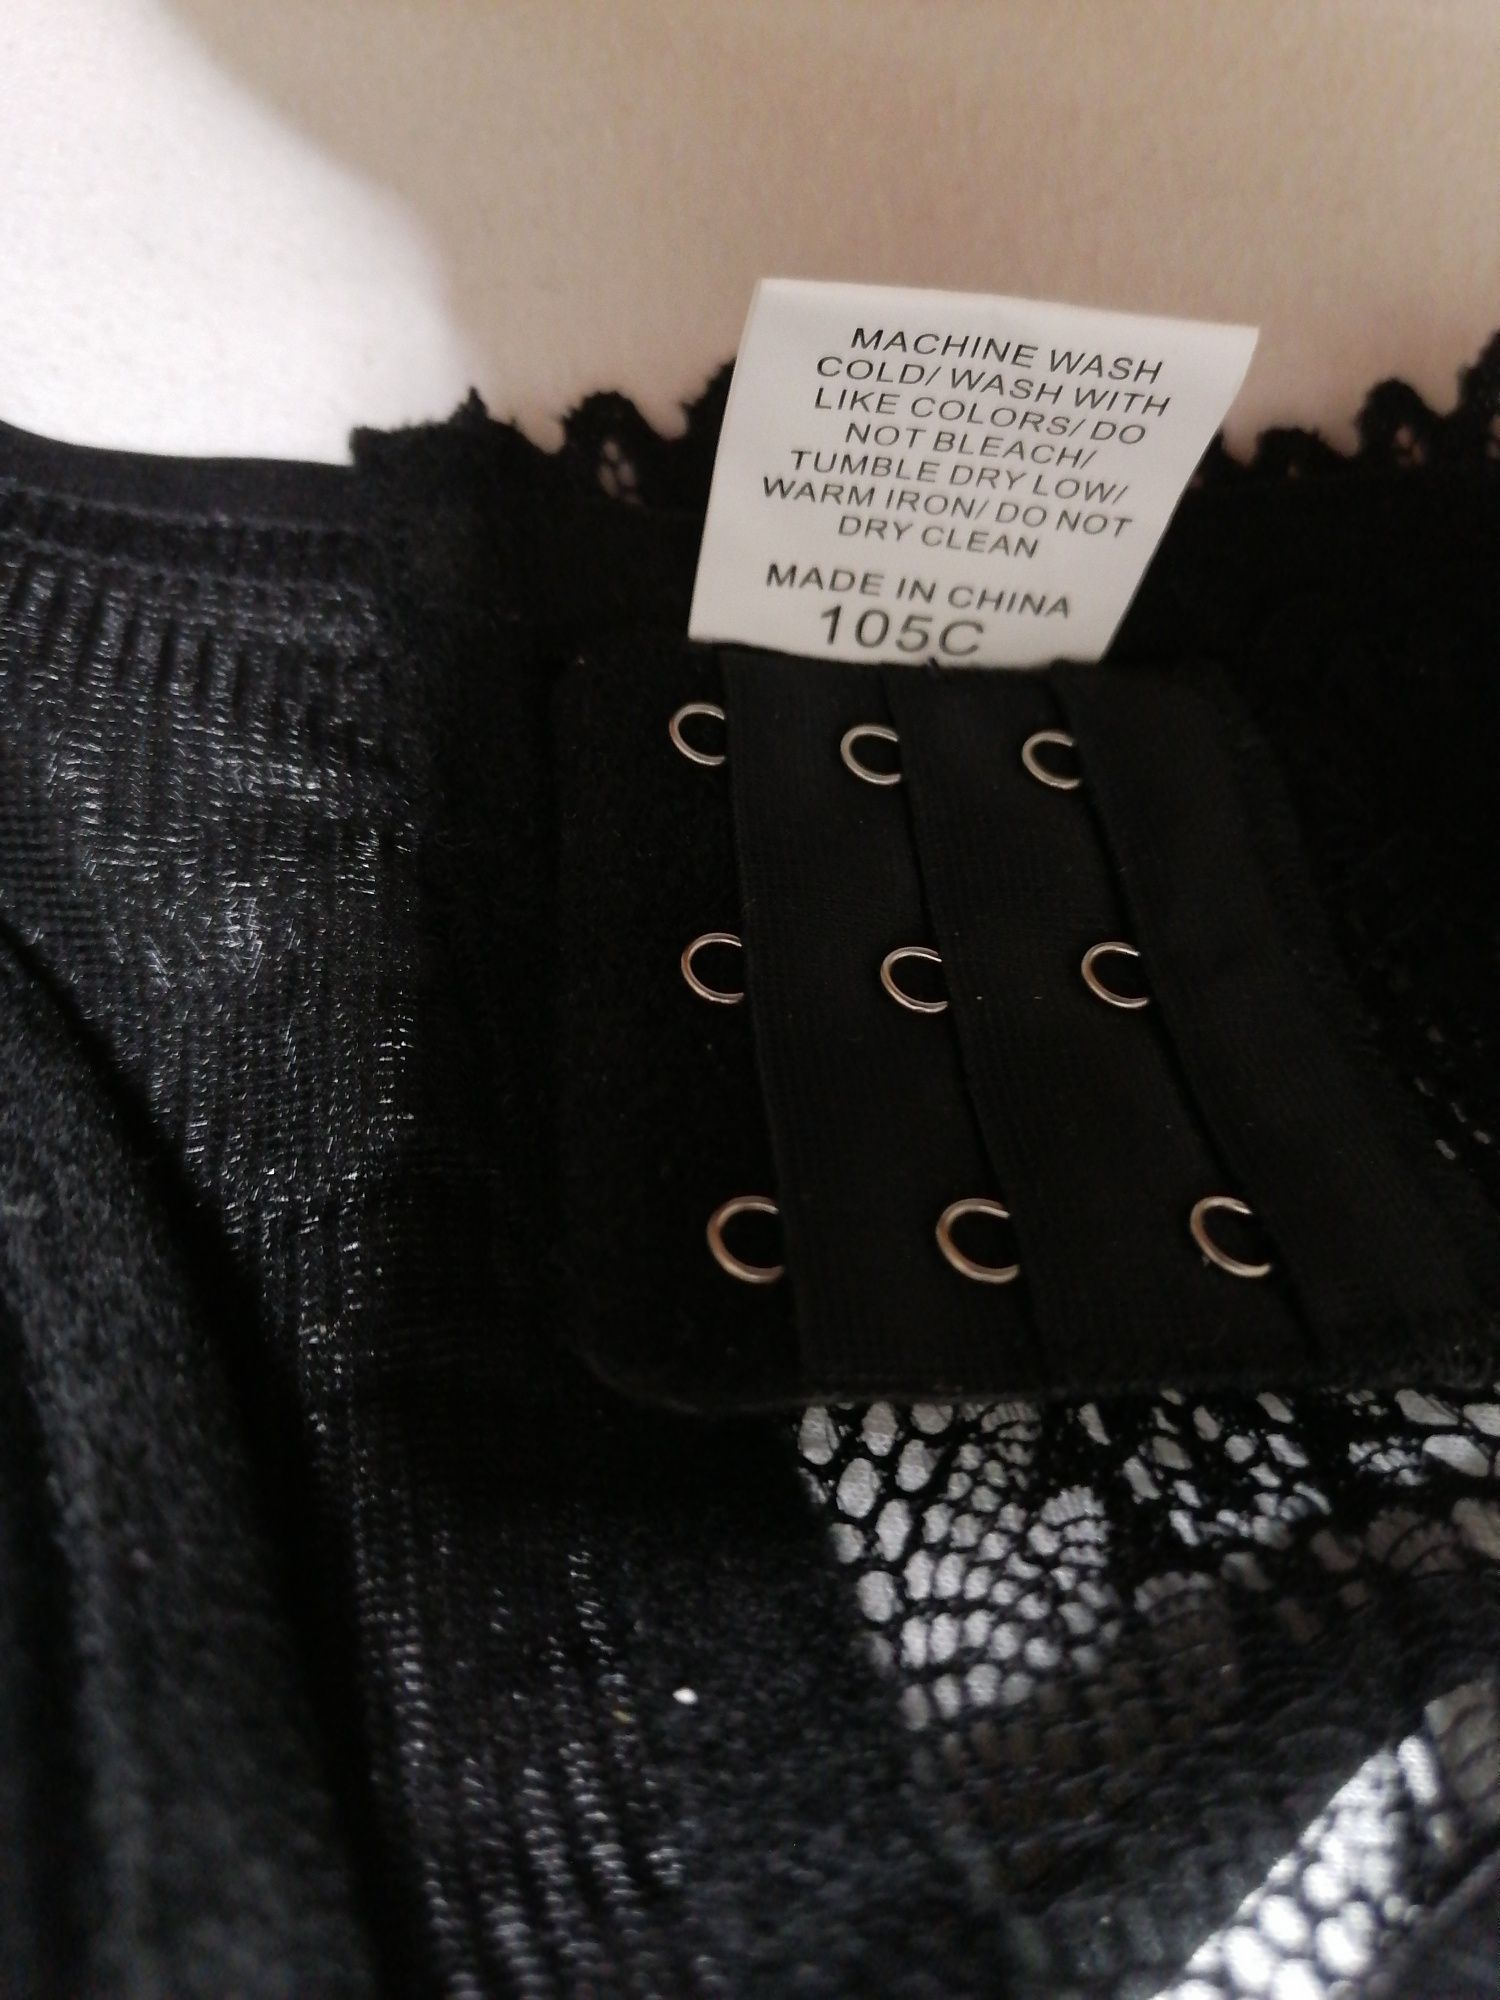 MACHINE WASH
COLD/ WASH WITH
LIKE COLORS/ DO
NOT BLEACH/
TUMBLE DRY LOW/
WARM IRON/ DO NOT
DRY CLEAN
MADE IN CHINA
105C